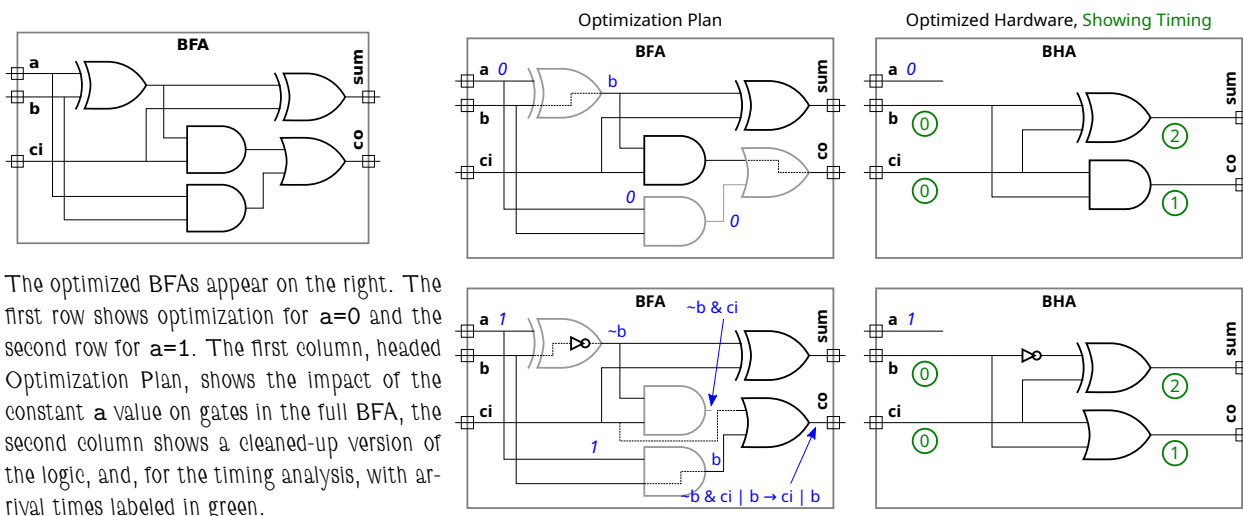 BFA
a
b
ci
sum
co
The optimized BFAs appear on the right. The
first row shows optimization for a=0 and the
second row for a=1. The first column, headed
Optimization Plan, shows the impact of the
constant a value on gates in the full BFA, the
second column shows a cleaned-up version of
the logic, and, for the timing analysis, with ar-
rival times labeled in green.
Optimization Plan
BFA
a 0
b
b
ci
0
0
sum
co
Optimized Hardware, Showing Timing
BHA
a 0
b
0
ci
0
2
1
sum
co
BFA
a 1
~b
~b & ci
b
ci
1
b
~b & ci | b → ci | b
sum
co
BHA
a 1
b
0
ci
0
2
1
sum
co